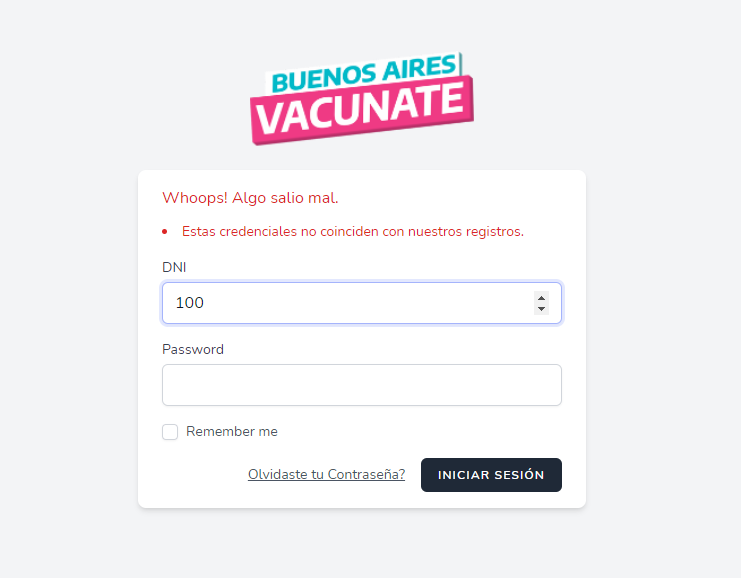 BUENOS AIRES
VACUNATE
Whoops! Algo salio mal.
Estas credenciales no coinciden con nuestros registros.
DNI
100
Password
Remember me
Olvidaste tu Contraseña? INICIAR SESIÓN